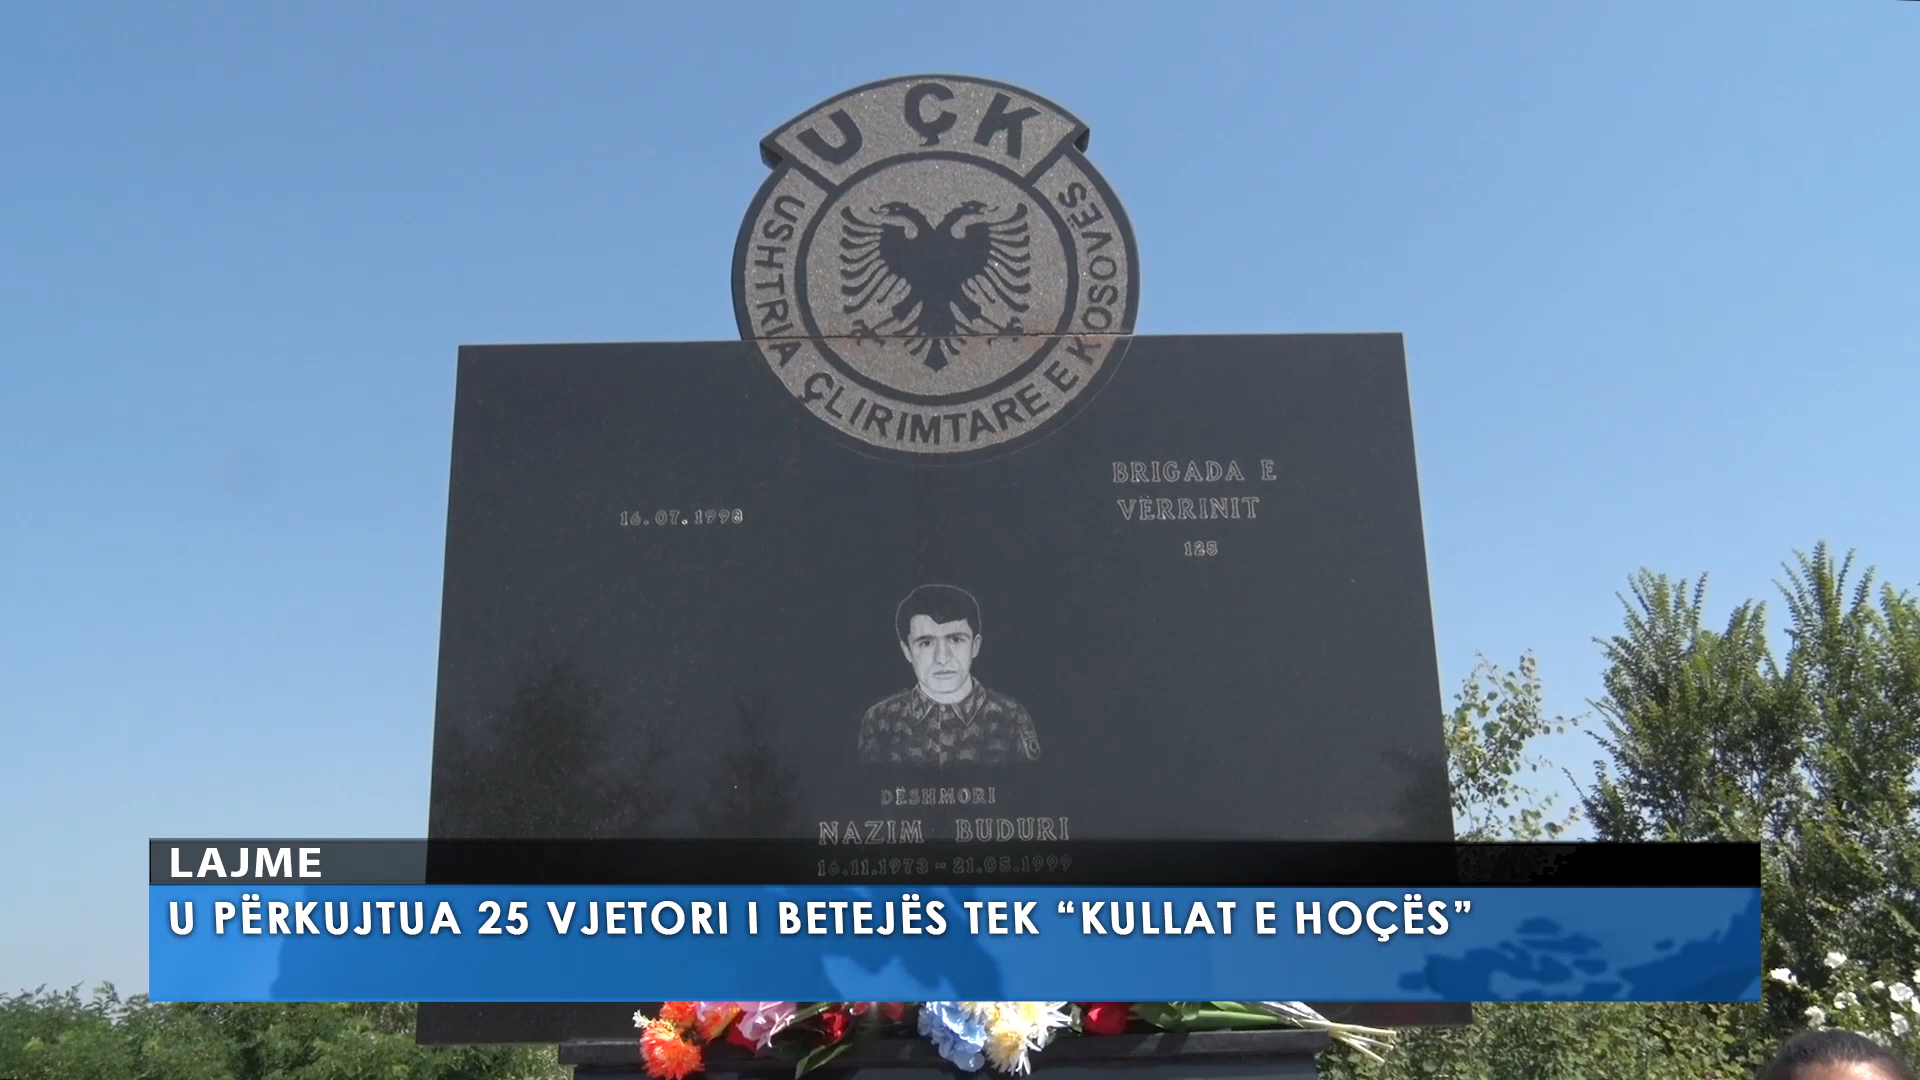 UÇK
USHTRIA ÇLIRIMTARE E KOSOVËS
16.07.1998
BRIGADA E
VËRRINIT
125
DËSHMORI
NAZIM BUDURI
16.11.1973 ~ 21.05.1999
LAJME
U PËRKUJTUA 25 VJETORI I BETEJËS TEK “KULLAT E HOÇËS”